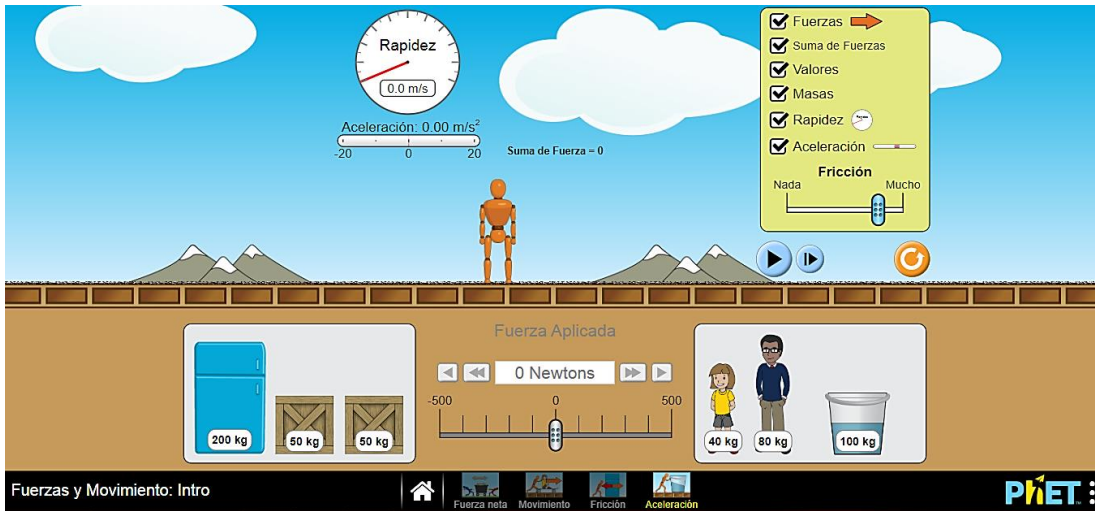 Rapidez
0.0 m/s
Aceleración: 0.00 m/s²
-20 0 20
Suma de Fuerza = 0
Fuerzas
Suma de Fuerzas
Valores
Masas
Rapidez
Aceleración
Fricción
Nada Mucho
Fuerza Aplicada
0 Newtons
-500 0 500
200 kg 50 kg 50 kg
40 kg 80 kg 100 kg
Fuerzas y Movimiento: Intro
Fuerza neta Movimiento Fricción Aceleración
PhET